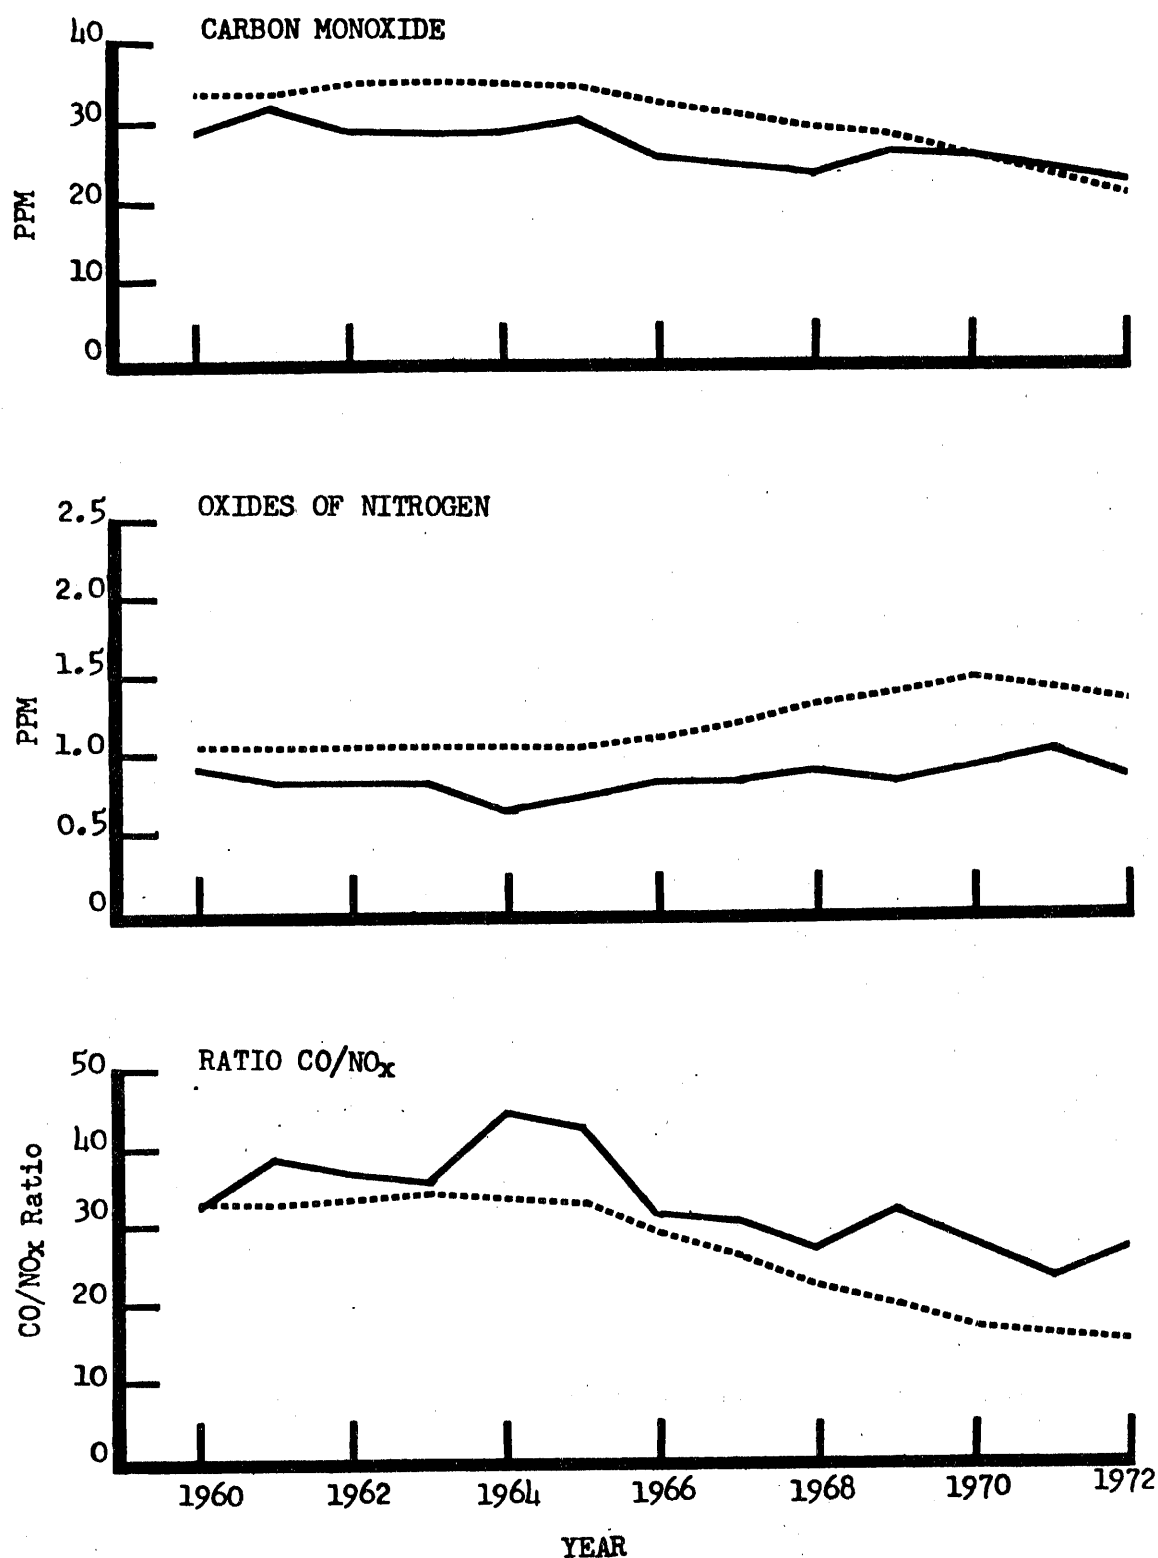 CARBON MONOXIDE
40
30
20
10
0
PPM
OXIDES OF NITROGEN
2.5
2.0
1.5
1.0
0.5
0
PPM
RATIO CO/NOx
50
40
30
20
10
0
CO/NOx Ratio
1960 1962 1964 1966 1968 1970 1972
YEAR